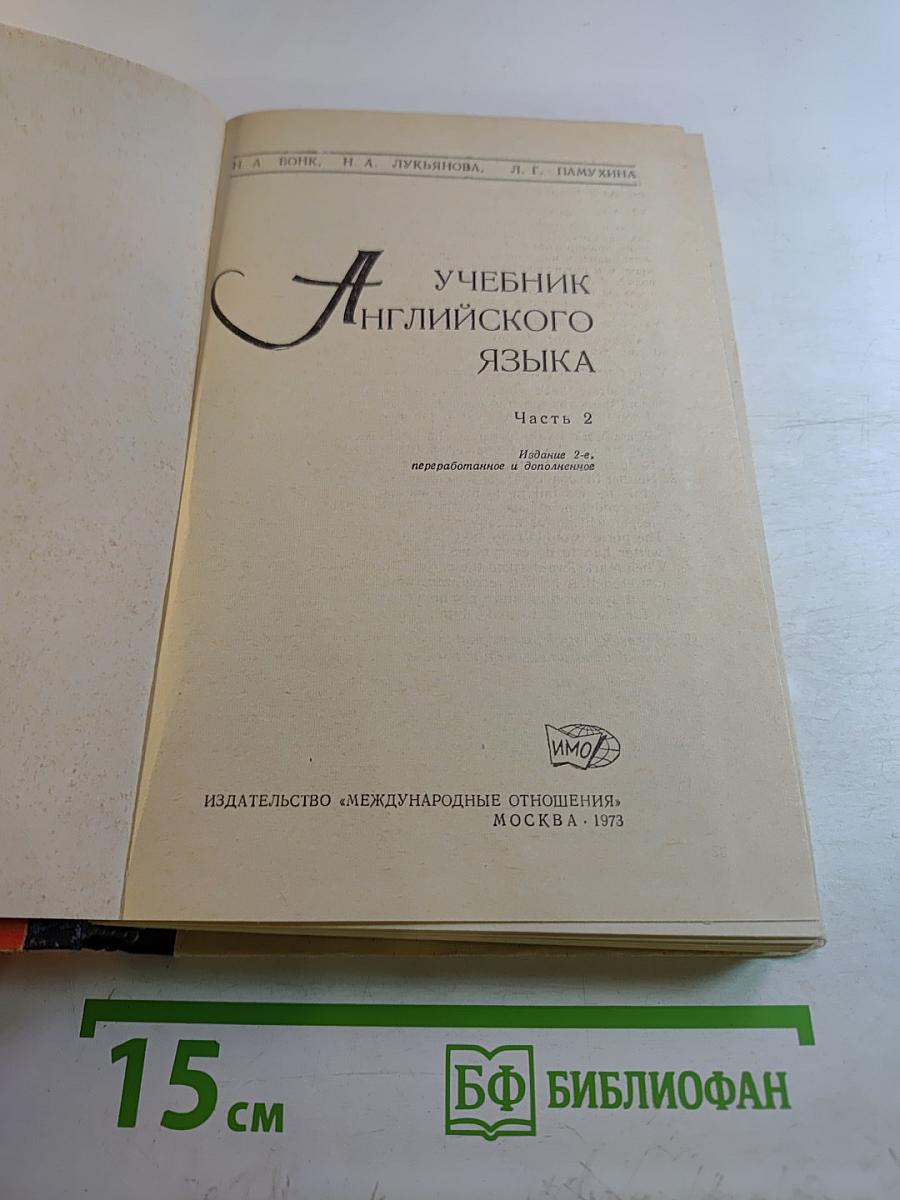 Н. А. БОНК, Н. А. ЛУКЬЯНОВА, Л. Г. ПАМУХИНА
УЧЕБНИК
АНГЛИЙСКОГО
ЯЗЫКА
Часть 2
Издание 2-е,
переработанное и дополненное
ИМО
ИЗДАТЕЛЬСТВО «МЕЖДУНАРОДНЫЕ ОТНОШЕНИЯ»
МОСКВА · 1973
15 см
БФ БИБЛИОФАН